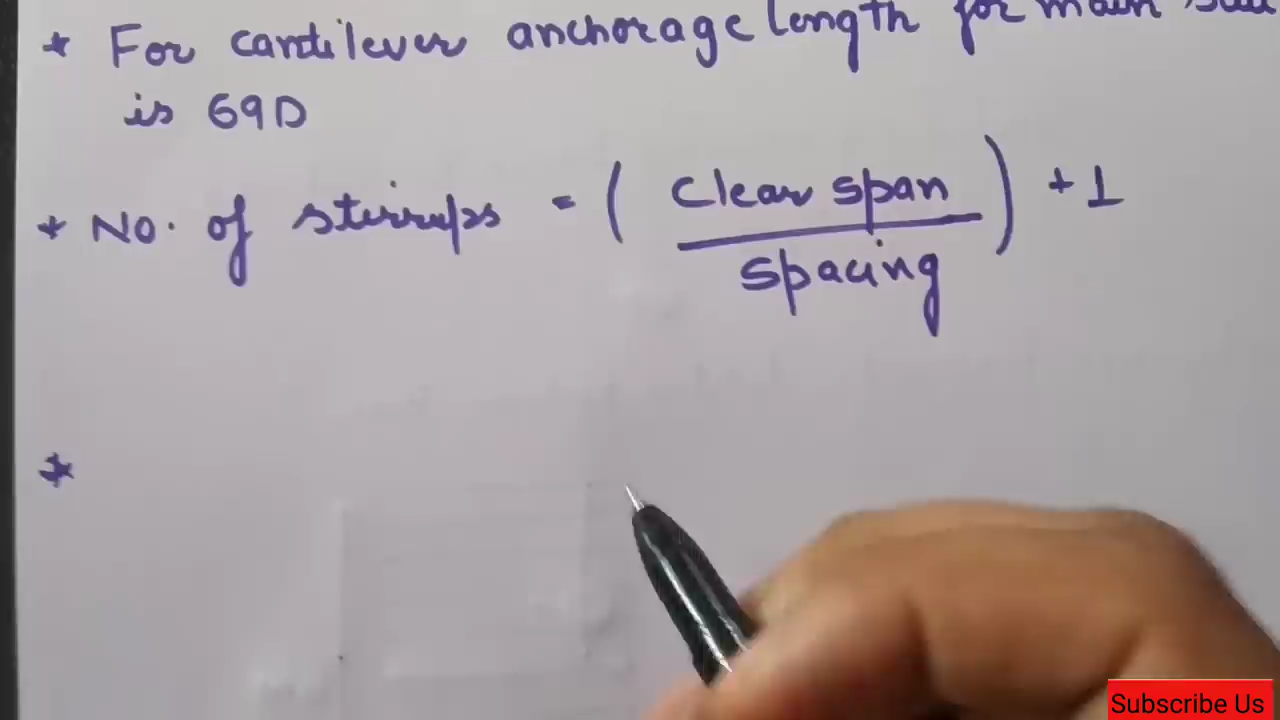 * For cantilever anchorage length for main
is 69D
* No. of stirrups = ( Clear span / spacing ) + 1
*
Subscribe Us